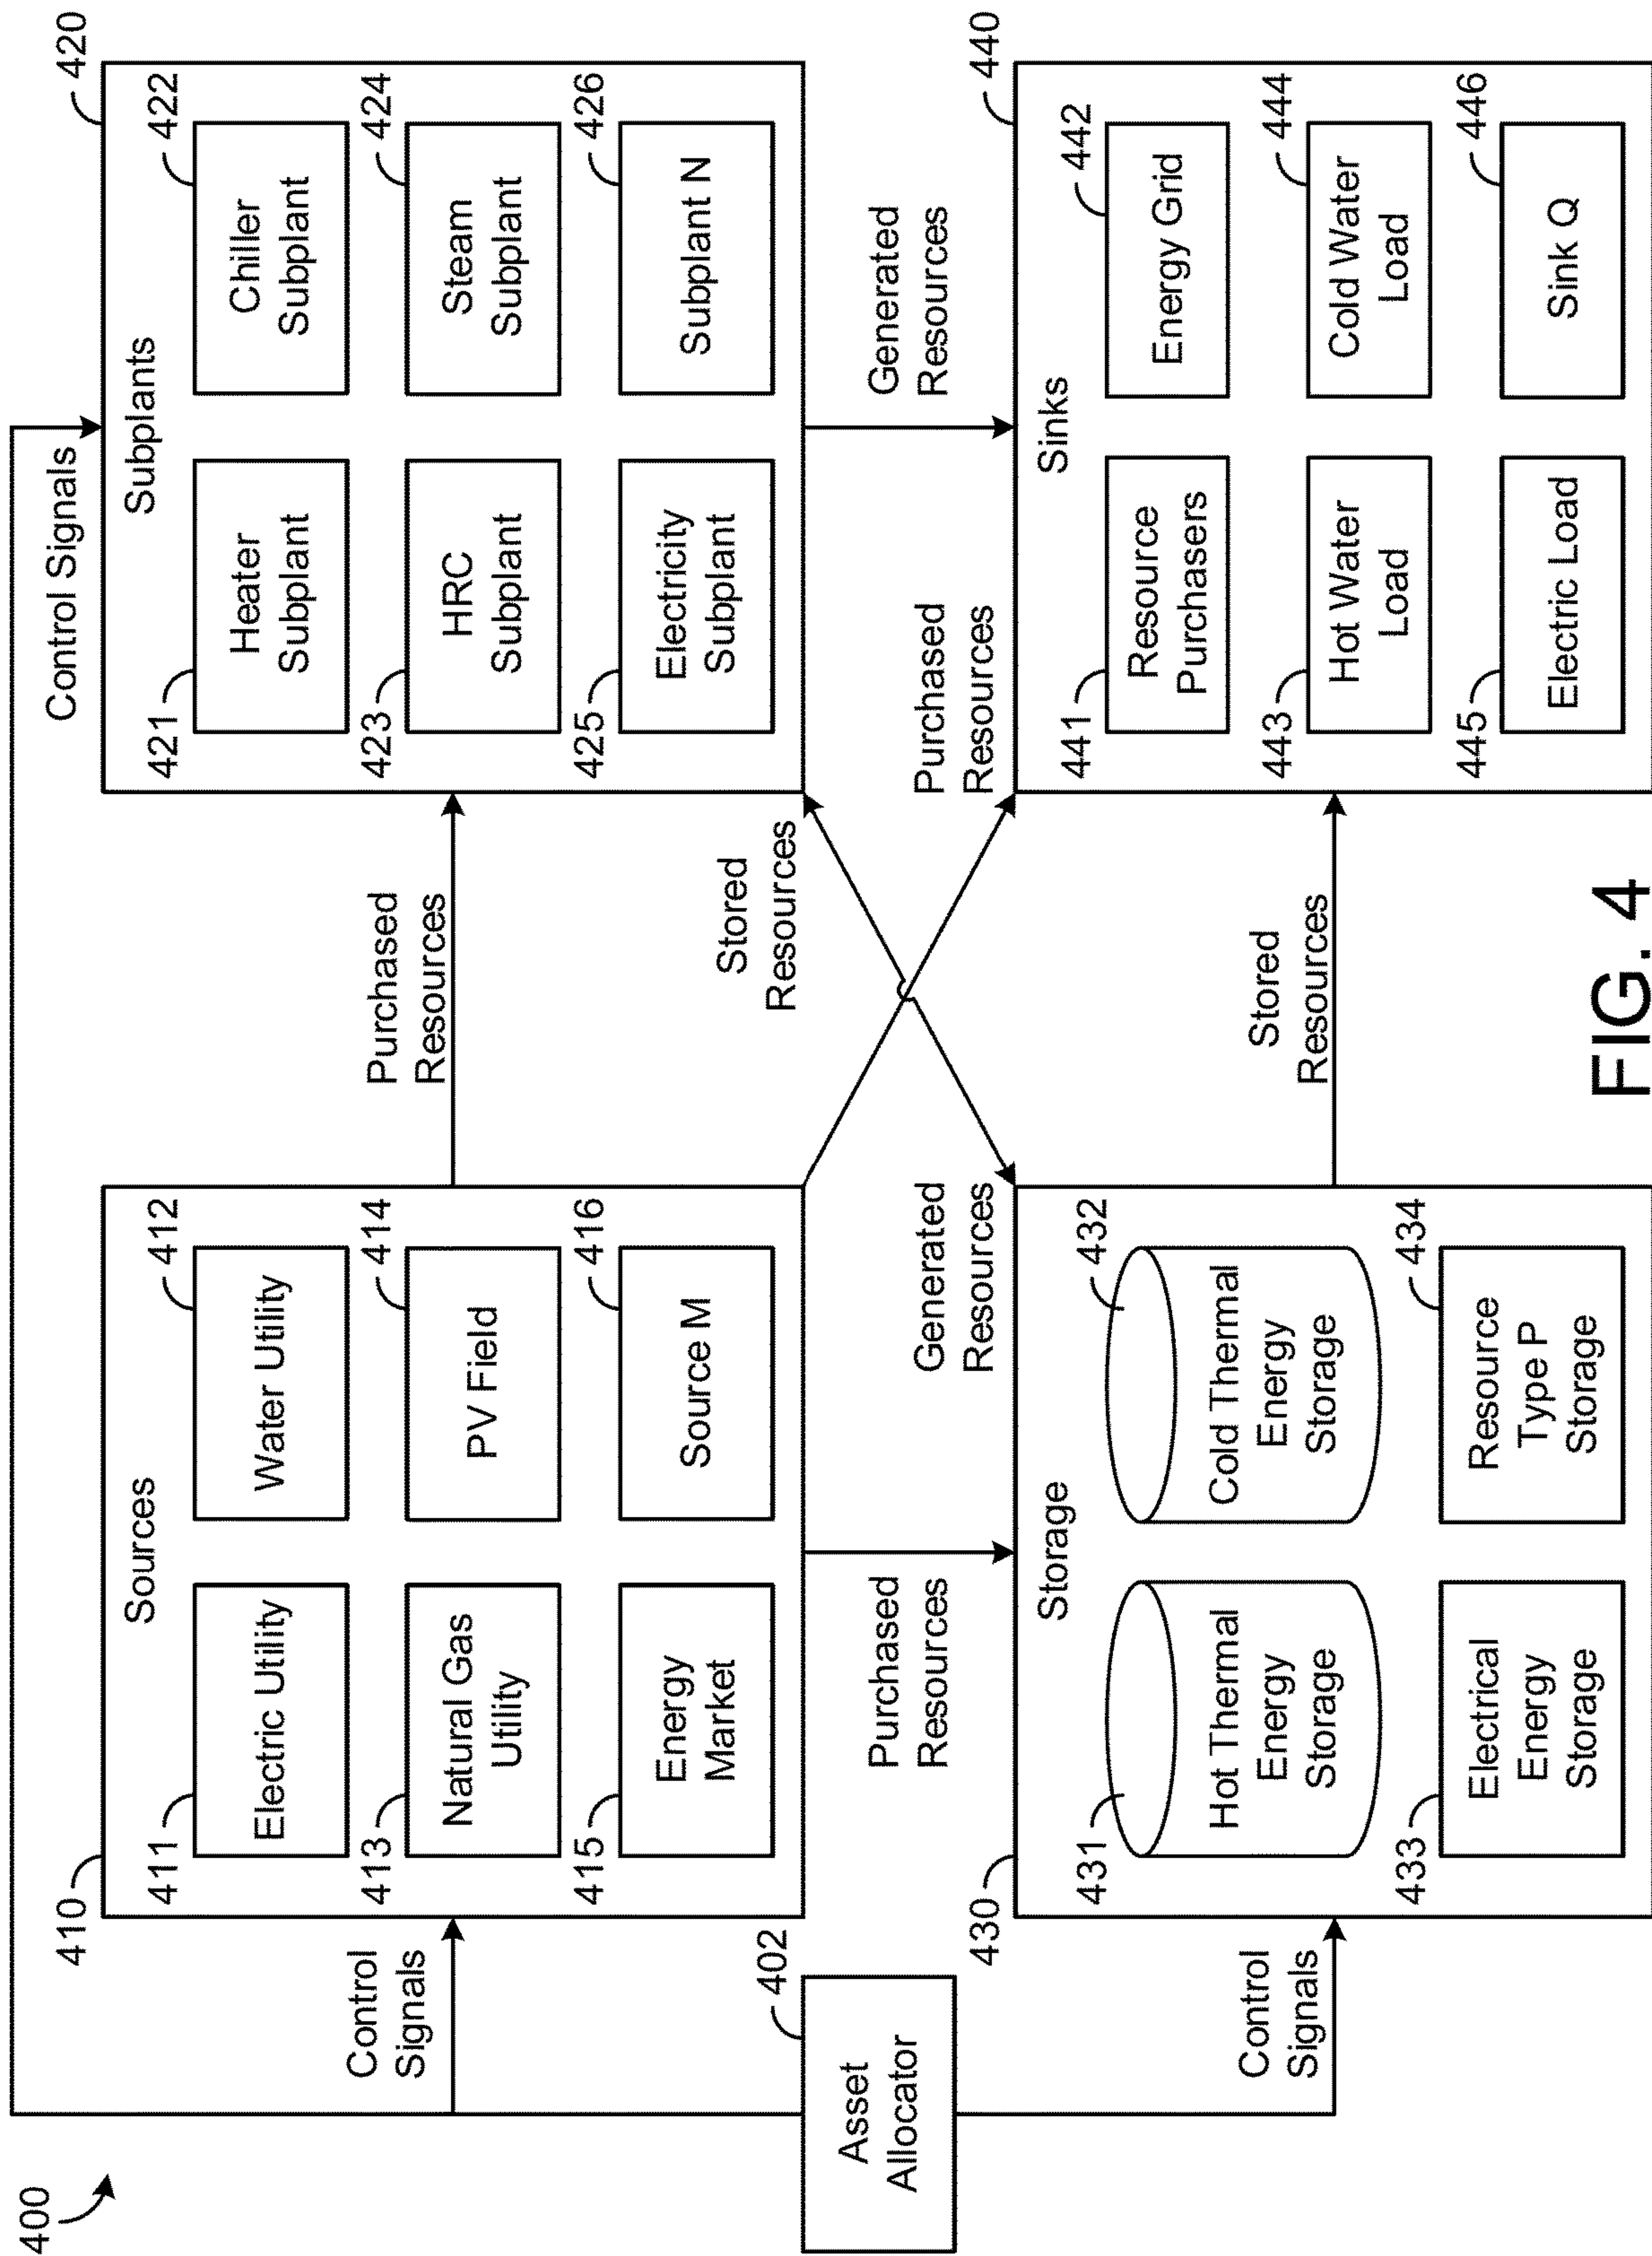 400
Asset
Allocator
402
Control
Signals
Control
Signals
Control Signals
410
Sources
411
Electric Utility
412
Water Utility
413
Natural Gas
Utility
414
PV Field
415
Energy
Market
416
Source M
Purchased
Resources
420
Subplants
421
Heater
Subplant
422
Chiller
Subplant
423
HRC
Subplant
424
Steam
Subplant
425
Electricity
Subplant
426
Subplant N
Purchased
Resources
Generated
Resources
Stored
Resources
Purchased
Resources
Generated
Resources
430
Storage
431
Hot Thermal
Energy
Storage
432
Cold Thermal
Energy
Storage
433
Electrical
Energy
Storage
434
Resource
Type P
Storage
Stored
Resources
440
Sinks
441
Resource
Purchasers
442
Energy Grid
443
Hot Water
Load
444
Cold Water
Load
445
Electric Load
446
Sink Q
FIG. 4